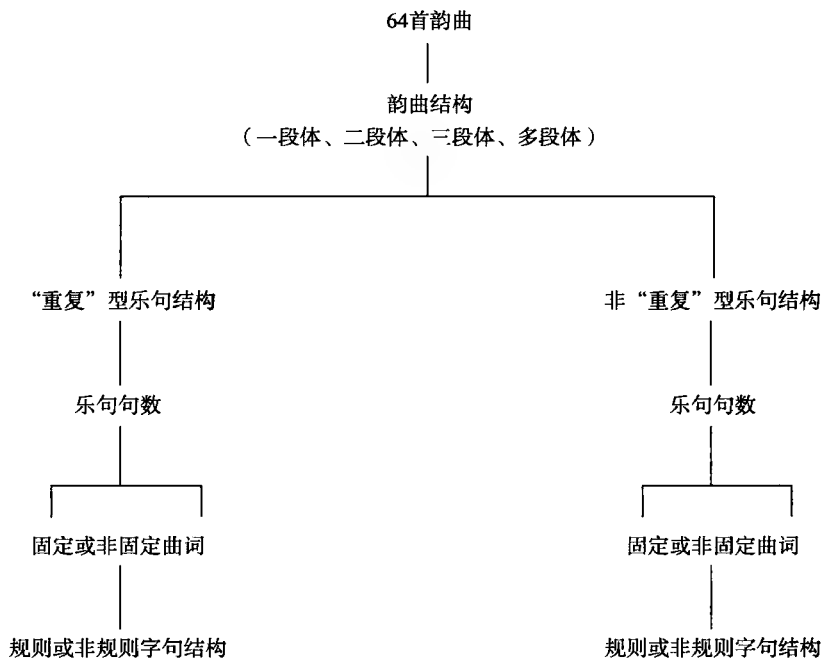 64首韵曲
韵曲结构
（一段体、二段体、三段体、多段体）
“重复”型乐句结构
非“重复”型乐句结构
乐句句数
乐句句数
固定或非固定曲词
固定或非固定曲词
规则或非规则字句结构
规则或非规则字句结构